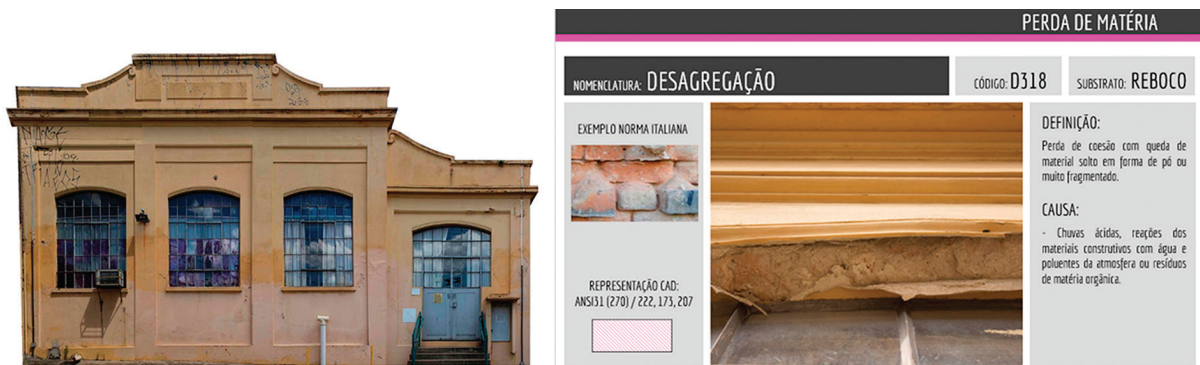 PERDA DE MATÉRIA
NOMENCLATURA: DESAGREGAÇÃO
CÓDIGO: D318
SUBSTRATO: REBOCO
EXEMPLO NORMA ITALIANA
REPRESENTAÇÃO CAD:
ANSI31 (270) / 222, 173, 207
DEFINIÇÃO:
Perda de coesão com queda de
material solto em forma de pó ou
muito fragmentado.
CAUSA:
- Chuvas ácidas, reações dos
materiais construtivos com água e
poluentes da atmosfera ou resíduos
de matéria orgânica.